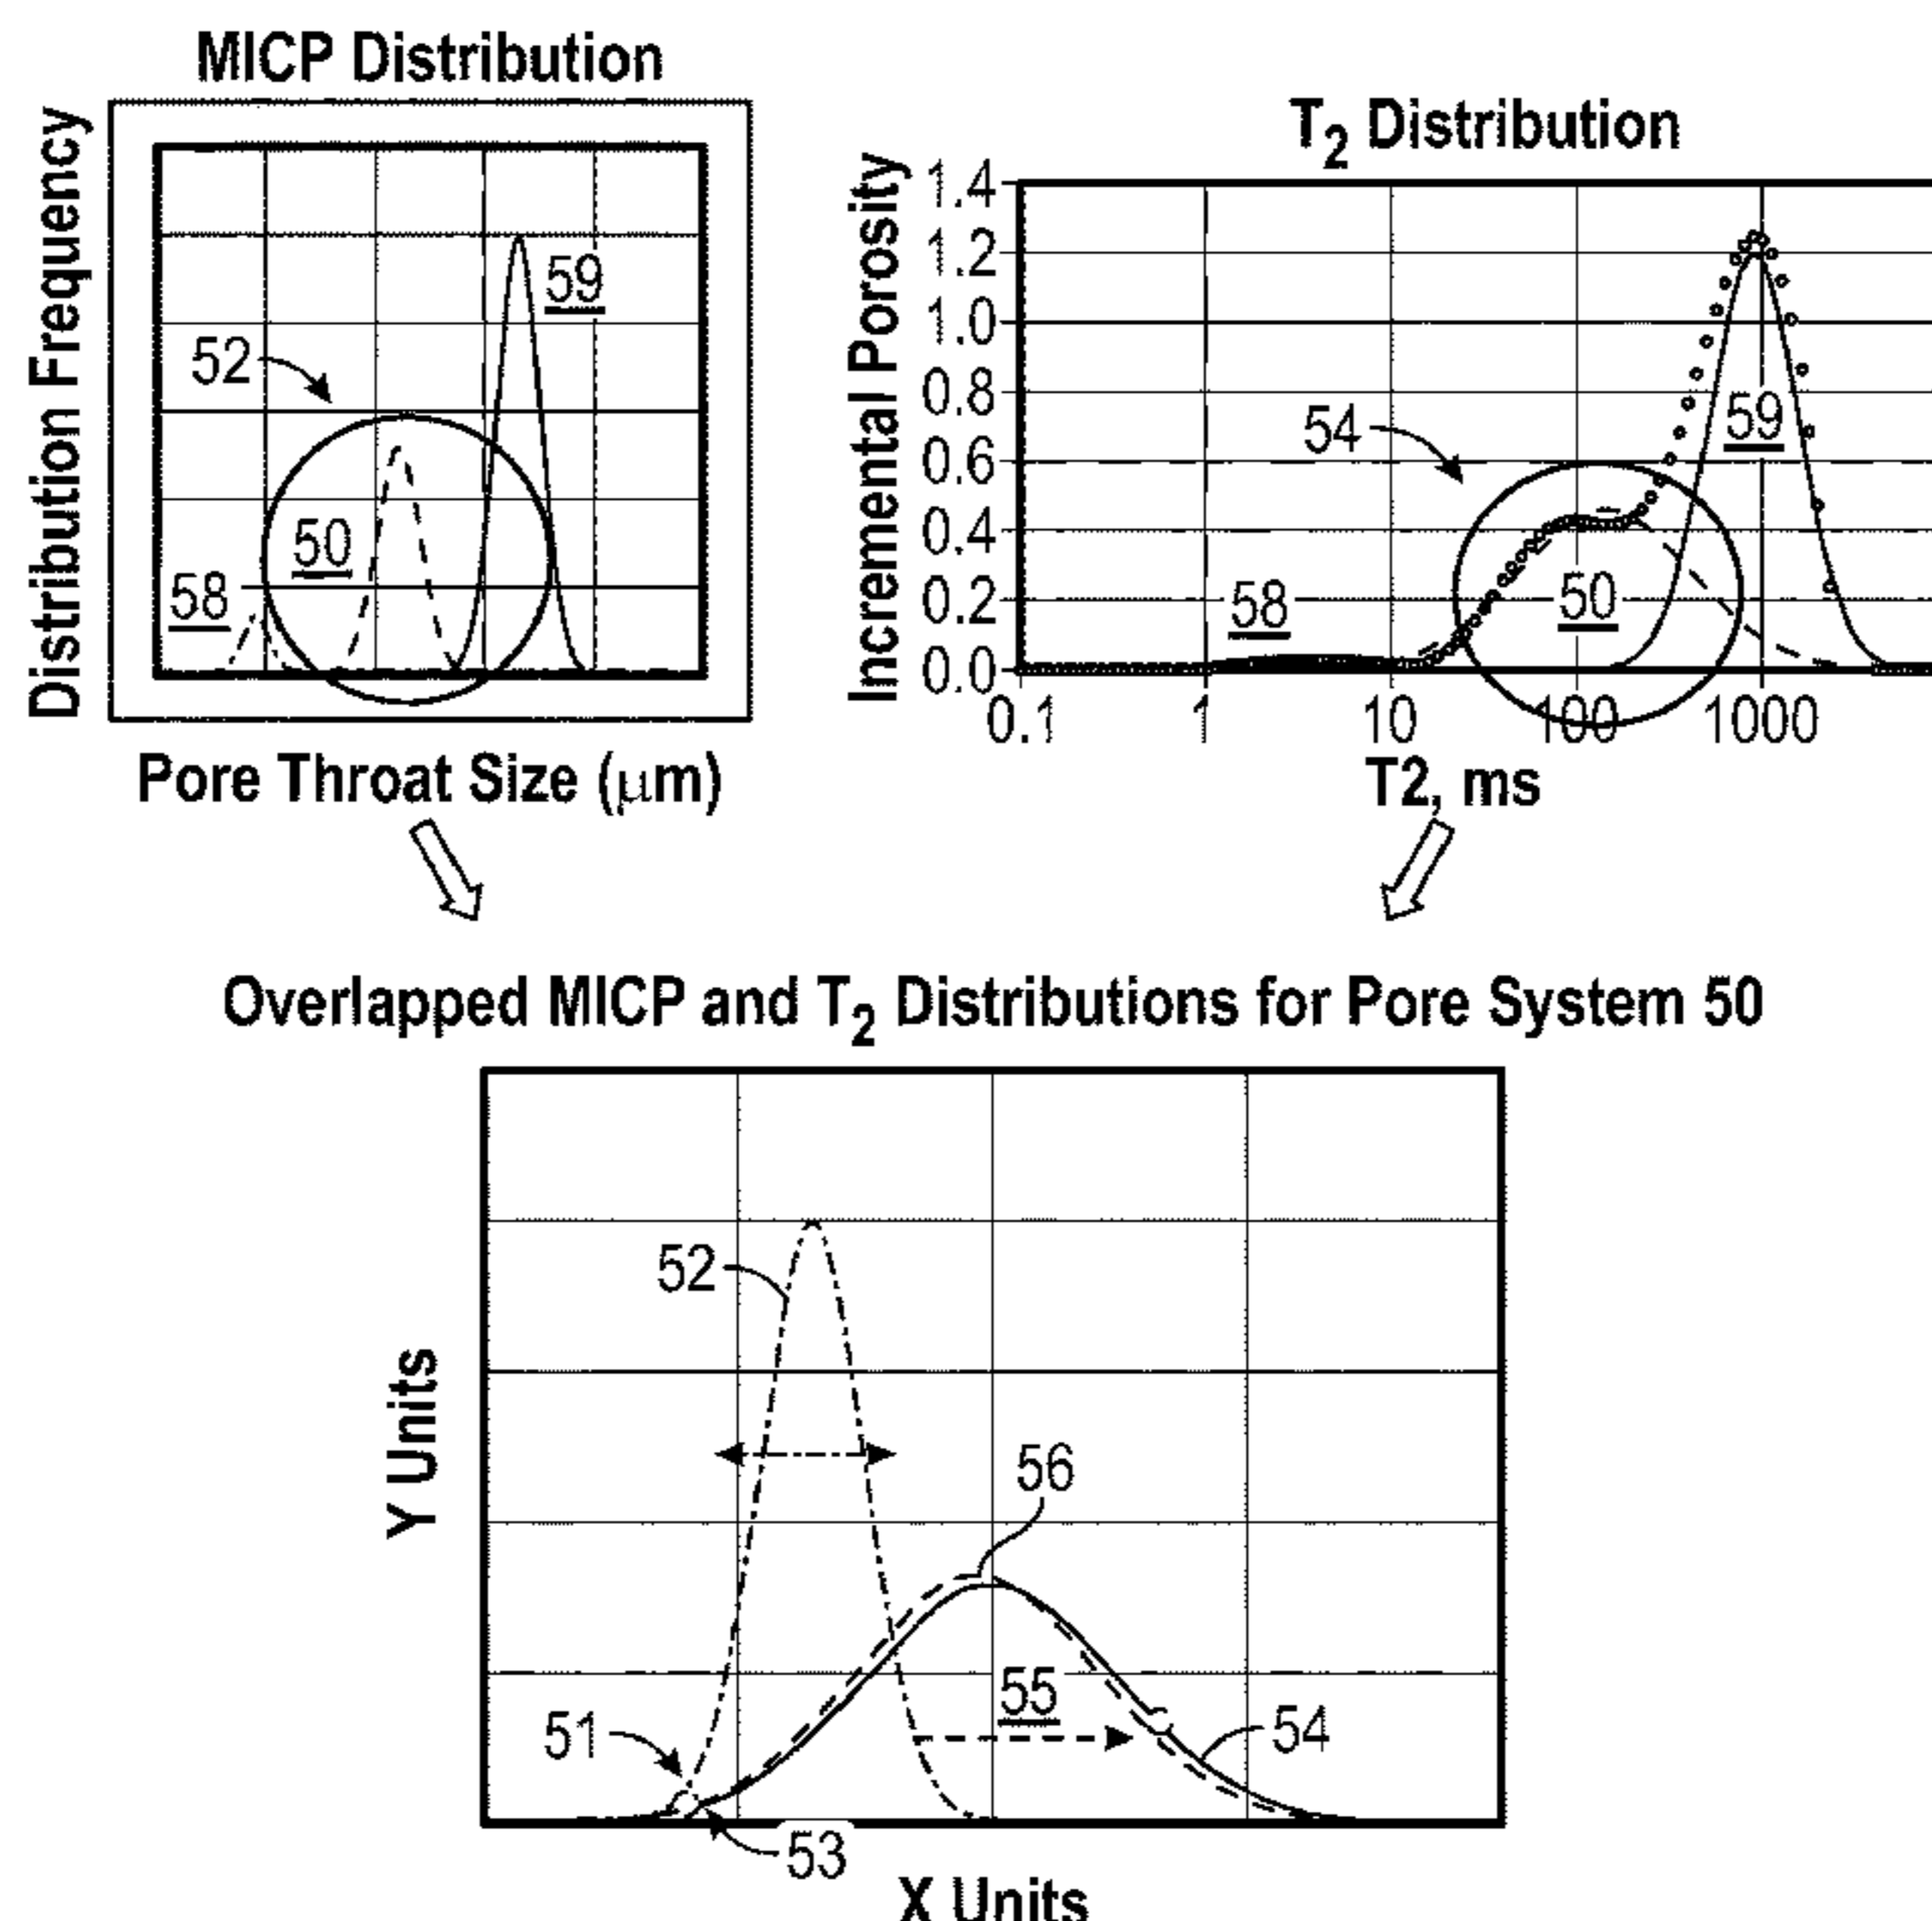 MICP Distribution
Distribution Frequency
59
52
50
58
Pore Throat Size (μm)
T2 Distribution
Incremental Porosity
1.4
1.2
1.0
0.8
0.6
0.4
0.2
0.0
54
59
58
50
0.1 1 10 100 1000
T2, ms
Overlapped MICP and T2 Distributions for Pore System 50
Y Units
52
56
55
51
54
53
X Units